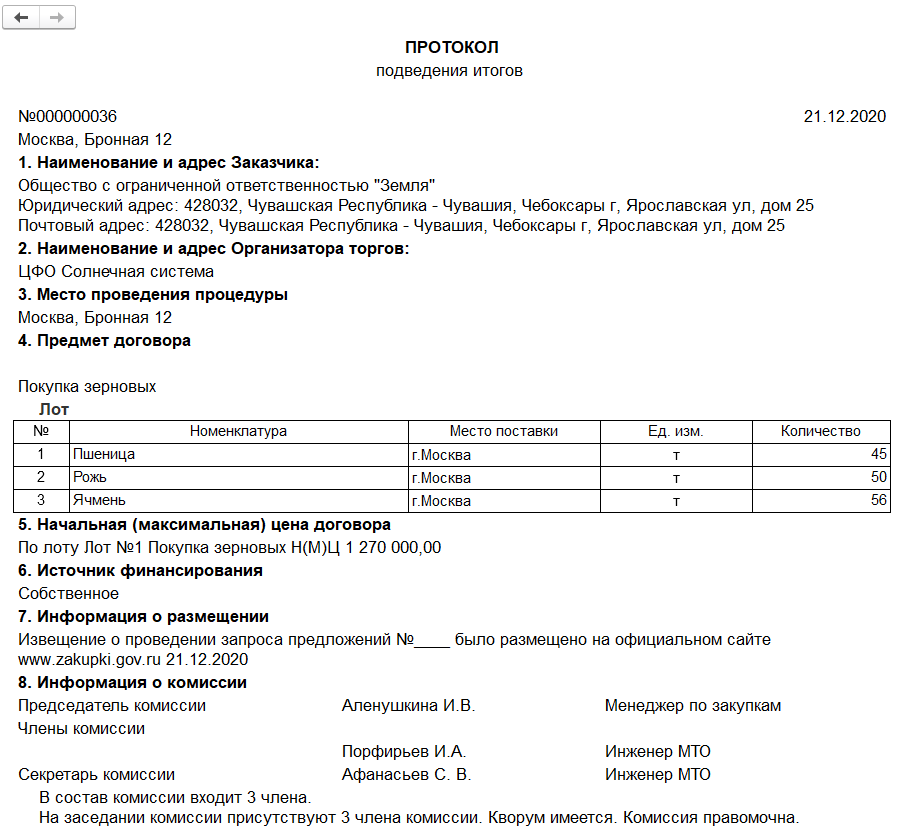 ПРОТОКОЛ
подведения итогов
№000000036 21.12.2020
Москва, Бронная 12
1. Наименование и адрес Заказчика:
Общество с ограниченной ответственностью "Земля"
Юридический адрес: 428032, Чувашская Республика - Чувашия, Чебоксары г, Ярославская ул, дом 25
Почтовый адрес: 428032, Чувашская Республика - Чувашия, Чебоксары г, Ярославская ул, дом 25
2. Наименование и адрес Организатора торгов:
ЦФО Солнечная система
3. Место проведения процедуры
Москва, Бронная 12
4. Предмет договора
Покупка зерновых
Лот
№ Номенклатура Место поставки Ед. изм. Количество
1 Пшеница г.Москва т 45
2 Рожь г.Москва т 50
3 Ячмень г.Москва т 56
5. Начальная (максимальная) цена договора
По лоту Лот №1 Покупка зерновых Н(М)Ц 1 270 000,00
6. Источник финансирования
Собственное
7. Информация о размещении
Извещение о проведении запроса предложений №____ было размещено на официальном сайте
www.zakupki.gov.ru 21.12.2020
8. Информация о комиссии
Председатель комиссии Аленушкина И.В. Менеджер по закупкам
Члены комиссии
Порфирьев И.А. Инженер МТО
Секретарь комиссии Афанасьев С. В. Инженер МТО
В состав комиссии входит 3 члена.
На заседании комиссии присутствуют 3 члена комиссии. Кворум имеется. Комиссия правомочна.